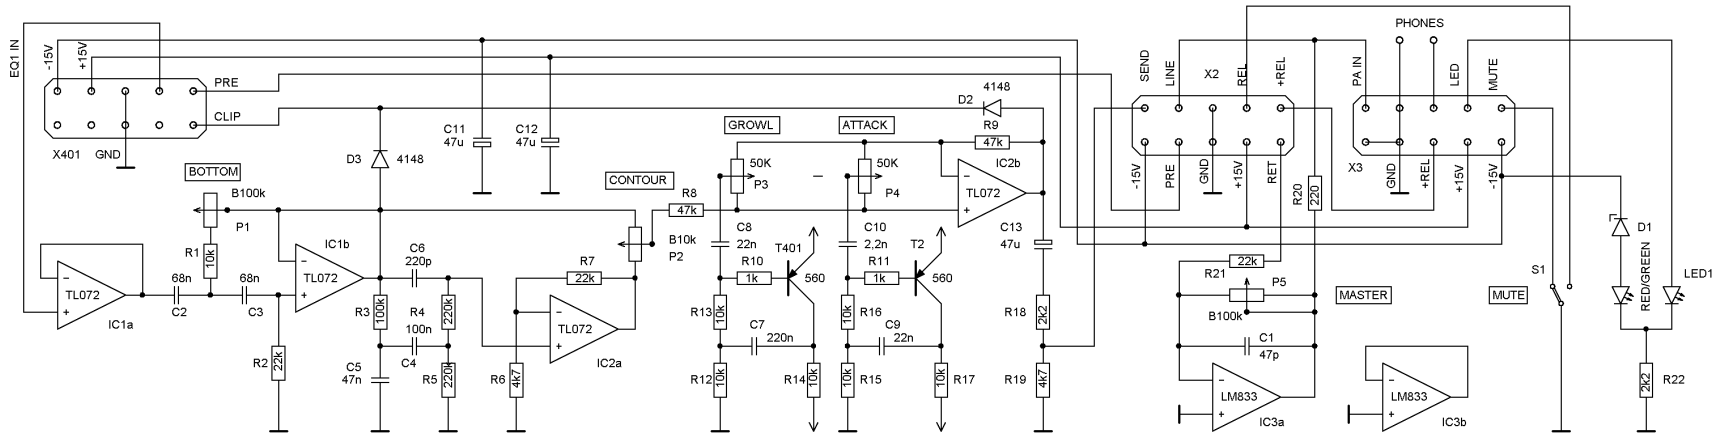 EQ1 IN
-15V
+15V
PRE
CLIP
X401
GND
BOTTOM
B100k
P1
R1
10k
TL072
IC1a
68n
C2
68n
C3
R2
22k
IC1b
TL072
D3
4148
C11
47u
C12
47u
C6
220p
R3
100k
R4
220k
100n
C4
C5
47n
R5
220k
R6
4k7
R7
22k
TL072
IC2a
CONTOUR
B10k
P2
R8
47k
GROWL
50K
P3
C8
22n
R10
1k
T401
560
R13
10k
C7
220n
R12
10k
R14
10k
ATTACK
50K
P4
C10
2,2n
R11
1k
T2
560
R16
10k
C9
22n
R15
10k
R17
10k
4148
D2
R9
47k
IC2b
TL072
C13
47u
R18
2k2
R19
4k7
SEND
LINE
X2
REL
+REL
-15V
PRE
GND
+15V
RET
R20
220
R21
22k
P5
B100k
MASTER
C1
47p
LM833
IC3a
PHONES
PA IN
LED
MUTE
X3
GND
+REL
+15V
-15V
LM833
IC3b
MUTE
S1
D1
RED/GREEN
LED1
2k2
R22